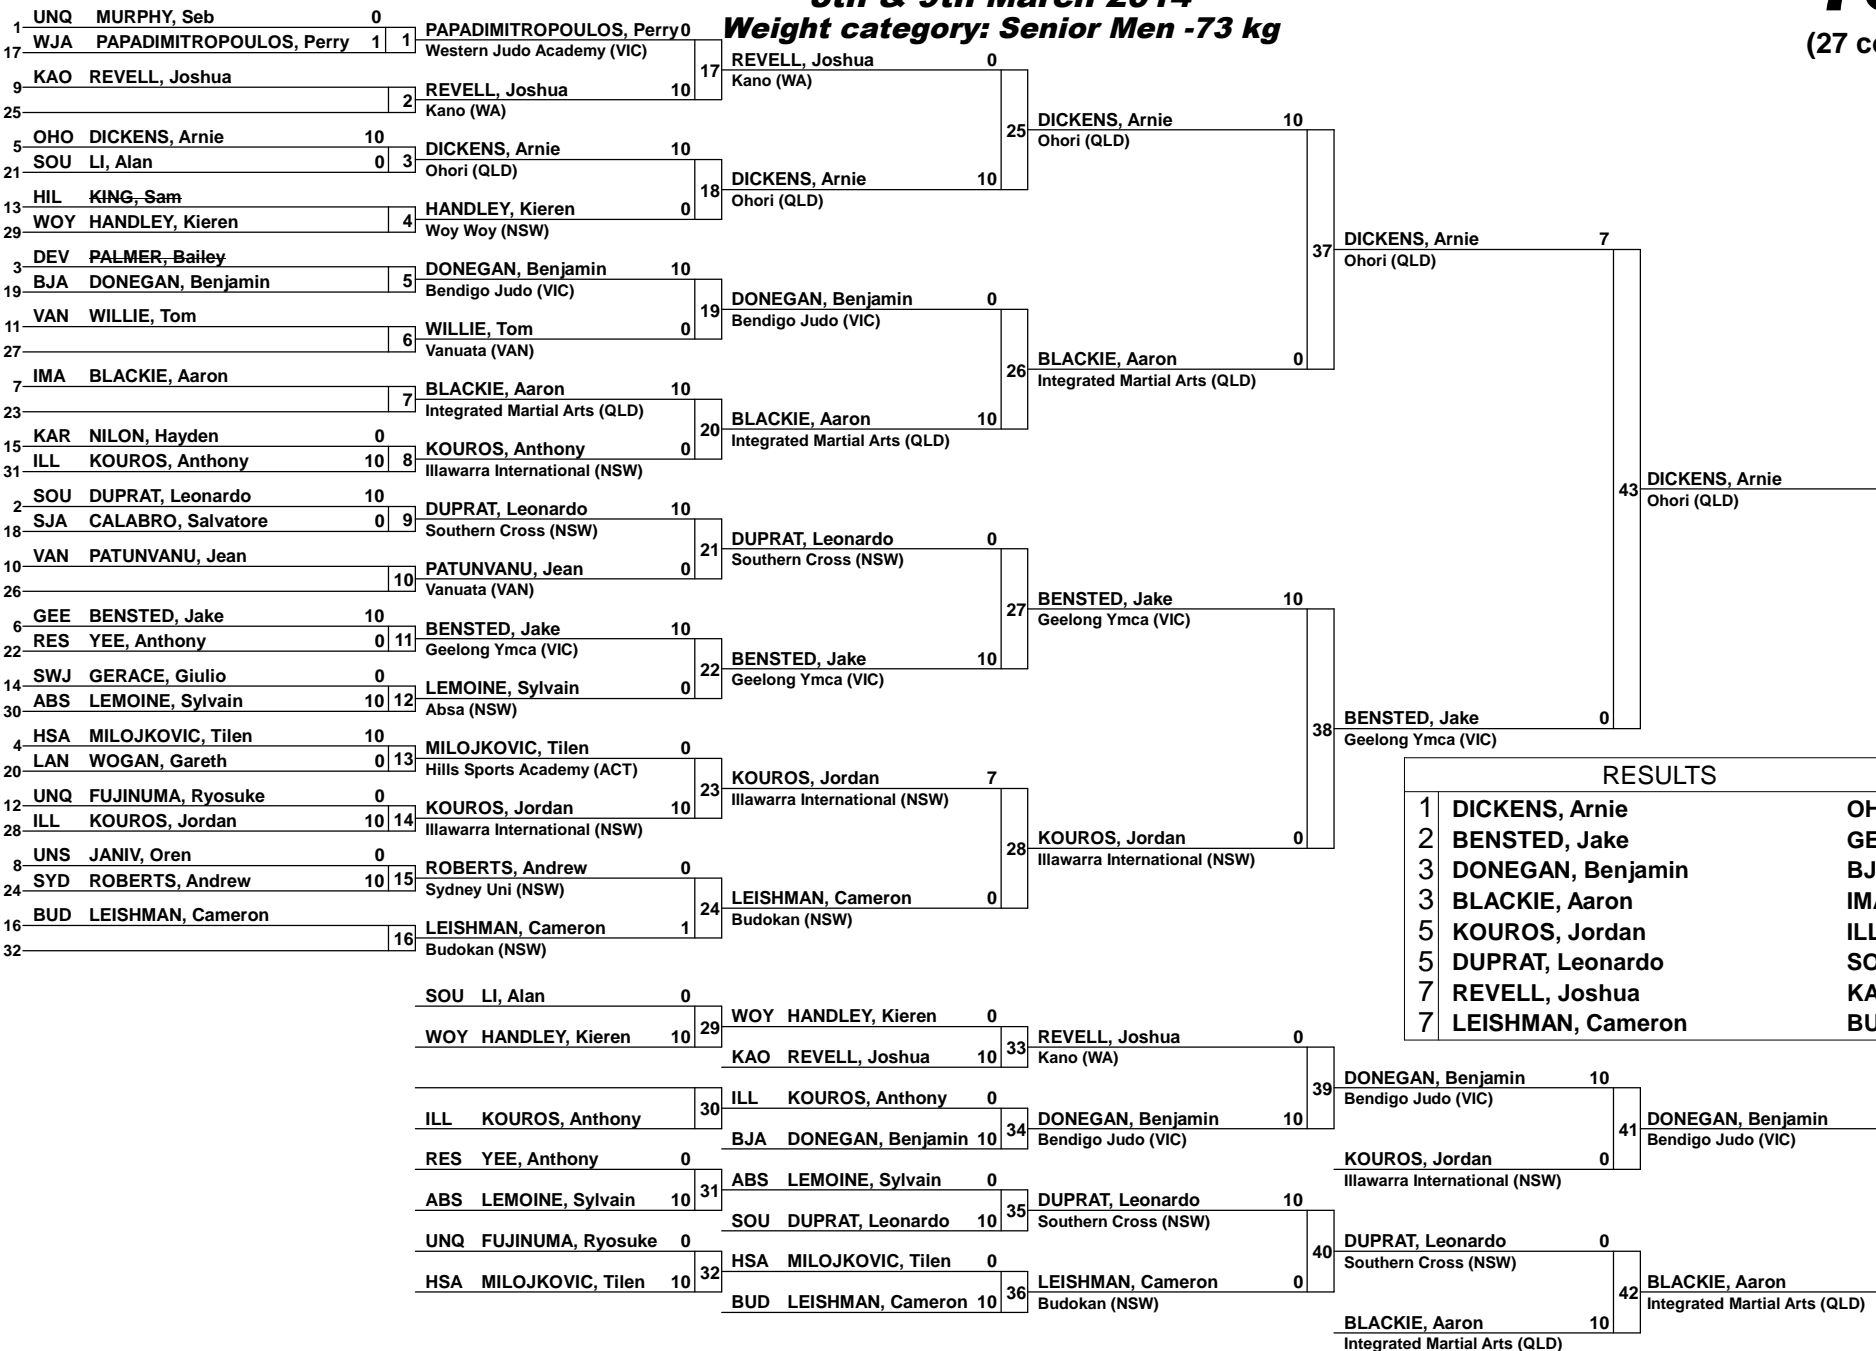 8th & 9th March 2014
Weight category: Senior Men -73 kg
(27
1 UNQ MURPHY, Seb 0
17 WJA PAPADIMITROPOULOS, Perry 1 1
9 KAO REVELL, Joshua
25 2
5 OHO DICKENS, Arnie 10
21 SOU LI, Alan 0 3
13 HIL KING, Sam
29 WOY HANDLEY, Kieren 4
3 DEV PALMER, Bailey
19 BJA DONEGAN, Benjamin 5
11 VAN WILLIE, Tom
27 6
7 IMA BLACKIE, Aaron
23 7
15 KAR NILON, Hayden 0
31 ILL KOUROS, Anthony 10 8
2 SOU DUPRAT, Leonardo 10
18 SJA CALABRO, Salvatore 0 9
10 VAN PATUNVANU, Jean
26 10
6 GEE BENSTED, Jake 10
22 RES YEE, Anthony 0 11
14 SWJ GERACE, Giulio 0
30 ABS LEMOINE, Sylvain 10 12
4 HSA MILOJKOVIC, Tilen 10
20 LAN WOGAN, Gareth 0 13
12 UNQ FUJINUMA, Ryosuke 0
28 ILL KOUROS, Jordan 10 14
8 UNS JANIV, Oren 0
24 SYD ROBERTS, Andrew 10 15
16 BUD LEISHMAN, Cameron
32 16
PAPADIMITROPOULOS, Perry 0
Western Judo Academy (VIC)
17
REVELL, Joshua 10
Kano (WA)
DICKENS, Arnie 10
Ohori (QLD)
18
HANDLEY, Kieren 0
Woy Woy (NSW)
DONEGAN, Benjamin 10
Bendigo Judo (VIC)
19
WILLIE, Tom 0
Vanuata (VAN)
BLACKIE, Aaron 10
Integrated Martial Arts (QLD)
20
KOUROS, Anthony 0
Illawarra International (NSW)
DUPRAT, Leonardo 10
Southern Cross (NSW)
21
PATUNVANU, Jean 0
Vanuata (VAN)
BENSTED, Jake 10
Geelong Ymca (VIC)
22
LEMOINE, Sylvain 0
Absa (NSW)
MILOJKOVIC, Tilen 0
Hills Sports Academy (ACT)
23
KOUROS, Jordan 10
Illawarra International (NSW)
ROBERTS, Andrew 0
Sydney Uni (NSW)
24
LEISHMAN, Cameron 1
Budokan (NSW)
REVELL, Joshua 0
Kano (WA)
25
DICKENS, Arnie 10
Ohori (QLD)
DONEGAN, Benjamin 0
Bendigo Judo (VIC)
26
BLACKIE, Aaron 10
Integrated Martial Arts (QLD)
DUPRAT, Leonardo 0
Southern Cross (NSW)
27
BENSTED, Jake 10
Geelong Ymca (VIC)
KOUROS, Jordan 7
Illawarra International (NSW)
28
LEISHMAN, Cameron 0
Budokan (NSW)
DICKENS, Arnie 10
Ohori (QLD)
37
BLACKIE, Aaron 0
Integrated Martial Arts (QLD)
BENSTED, Jake 10
Geelong Ymca (VIC)
38
KOUROS, Jordan 0
Illawarra International (NSW)
DICKENS, Arnie 7
Ohori (QLD)
43
BENSTED, Jake 0
Geelong Ymca (VIC)
DICKENS, Arnie
Ohori (QLD)
RESULTS
1 DICKENS, Arnie
2 BENSTED, Jake
3 DONEGAN, Benjamin
3 BLACKIE, Aaron
5 KOUROS, Jordan
5 DUPRAT, Leonardo
7 REVELL, Joshua
7 LEISHMAN, Cameron
SOU LI, Alan 0
29
WOY HANDLEY, Kieren 10
30
ILL KOUROS, Anthony
RES YEE, Anthony 0
31
ABS LEMOINE, Sylvain 10
UNQ FUJINUMA, Ryosuke 0
32
HSA MILOJKOVIC, Tilen 10
WOY HANDLEY, Kieren 0
33
KAO REVELL, Joshua 10
ILL KOUROS, Anthony 0
34
BJA DONEGAN, Benjamin 10
ABS LEMOINE, Sylvain 0
35
SOU DUPRAT, Leonardo 10
HSA MILOJKOVIC, Tilen 0
36
BUD LEISHMAN, Cameron 10
REVELL, Joshua 0
Kano (WA)
39
DONEGAN, Benjamin 10
Bendigo Judo (VIC)
DUPRAT, Leonardo 10
Southern Cross (NSW)
40
LEISHMAN, Cameron 0
Budokan (NSW)
DONEGAN, Benjamin 10
Bendigo Judo (VIC)
41
KOUROS, Jordan 0
Illawarra International (NSW)
DUPRAT, Leonardo 0
Southern Cross (NSW)
42
BLACKIE, Aaron 10
Integrated Martial Arts (QLD)
DONEGAN, Benjamin
Bendigo Judo (VIC)
BLACKIE, Aaron
Integrated Martial Arts (QLD)